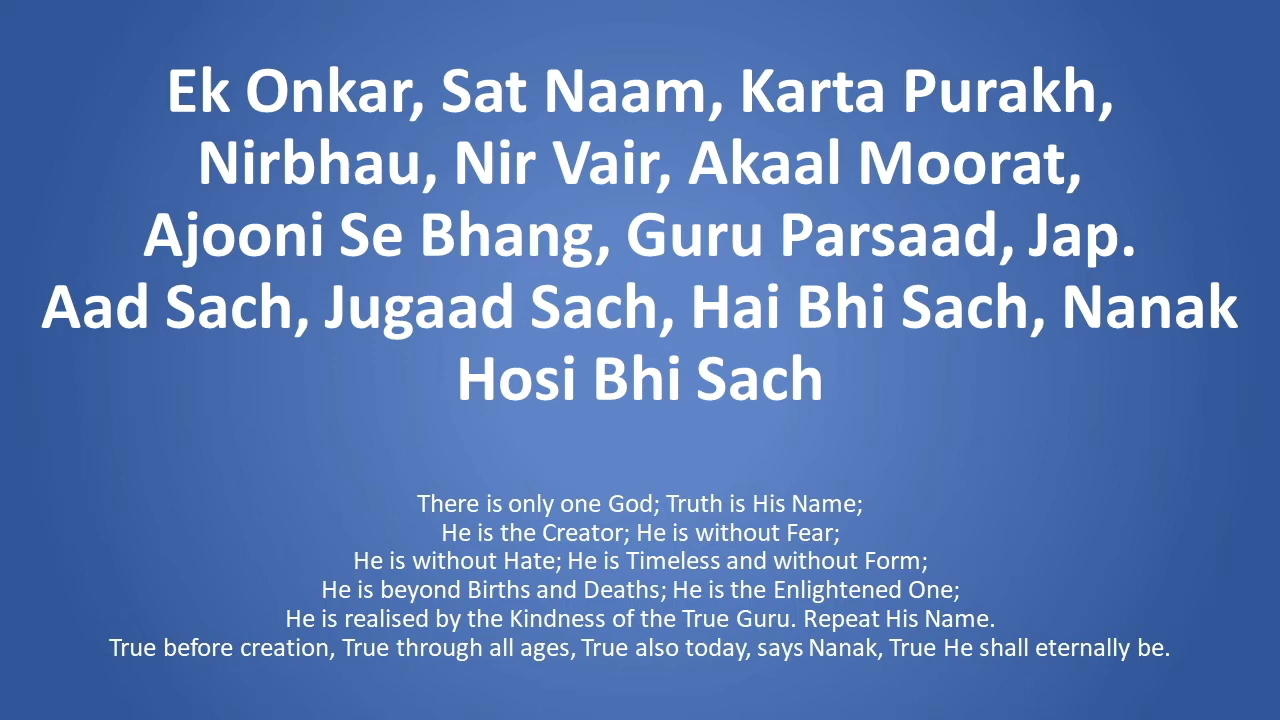 Ek Onkar, Sat Naam, Karta Purakh,
Nirbhau, Nir Vair, Akaal Moorat,
Ajooni Se Bhang, Guru Parsaad, Jap.
Aad Sach, Jugaad Sach, Hai Bhi Sach, Nanak
Hosi Bhi Sach
There is only one God; Truth is His Name;
He is the Creator; He is without Fear;
He is without Hate; He is Timeless and without Form;
He is beyond Births and Deaths; He is the Enlightened One;
He is realised by the Kindness of the True Guru. Repeat His Name.
True before creation, True through all ages, True also today, says Nanak, True He shall eternally be.